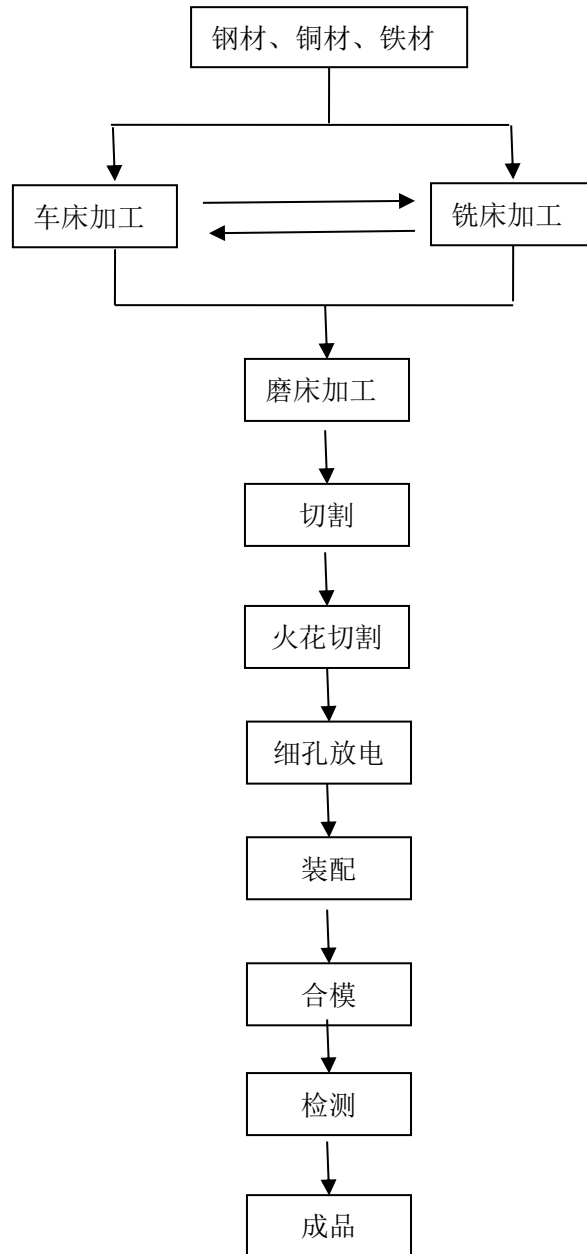 钢材、铜材、铁材
车床加工
铣床加工
磨床加工
切割
火花切割
细孔放电
装配
合模
检测
成品